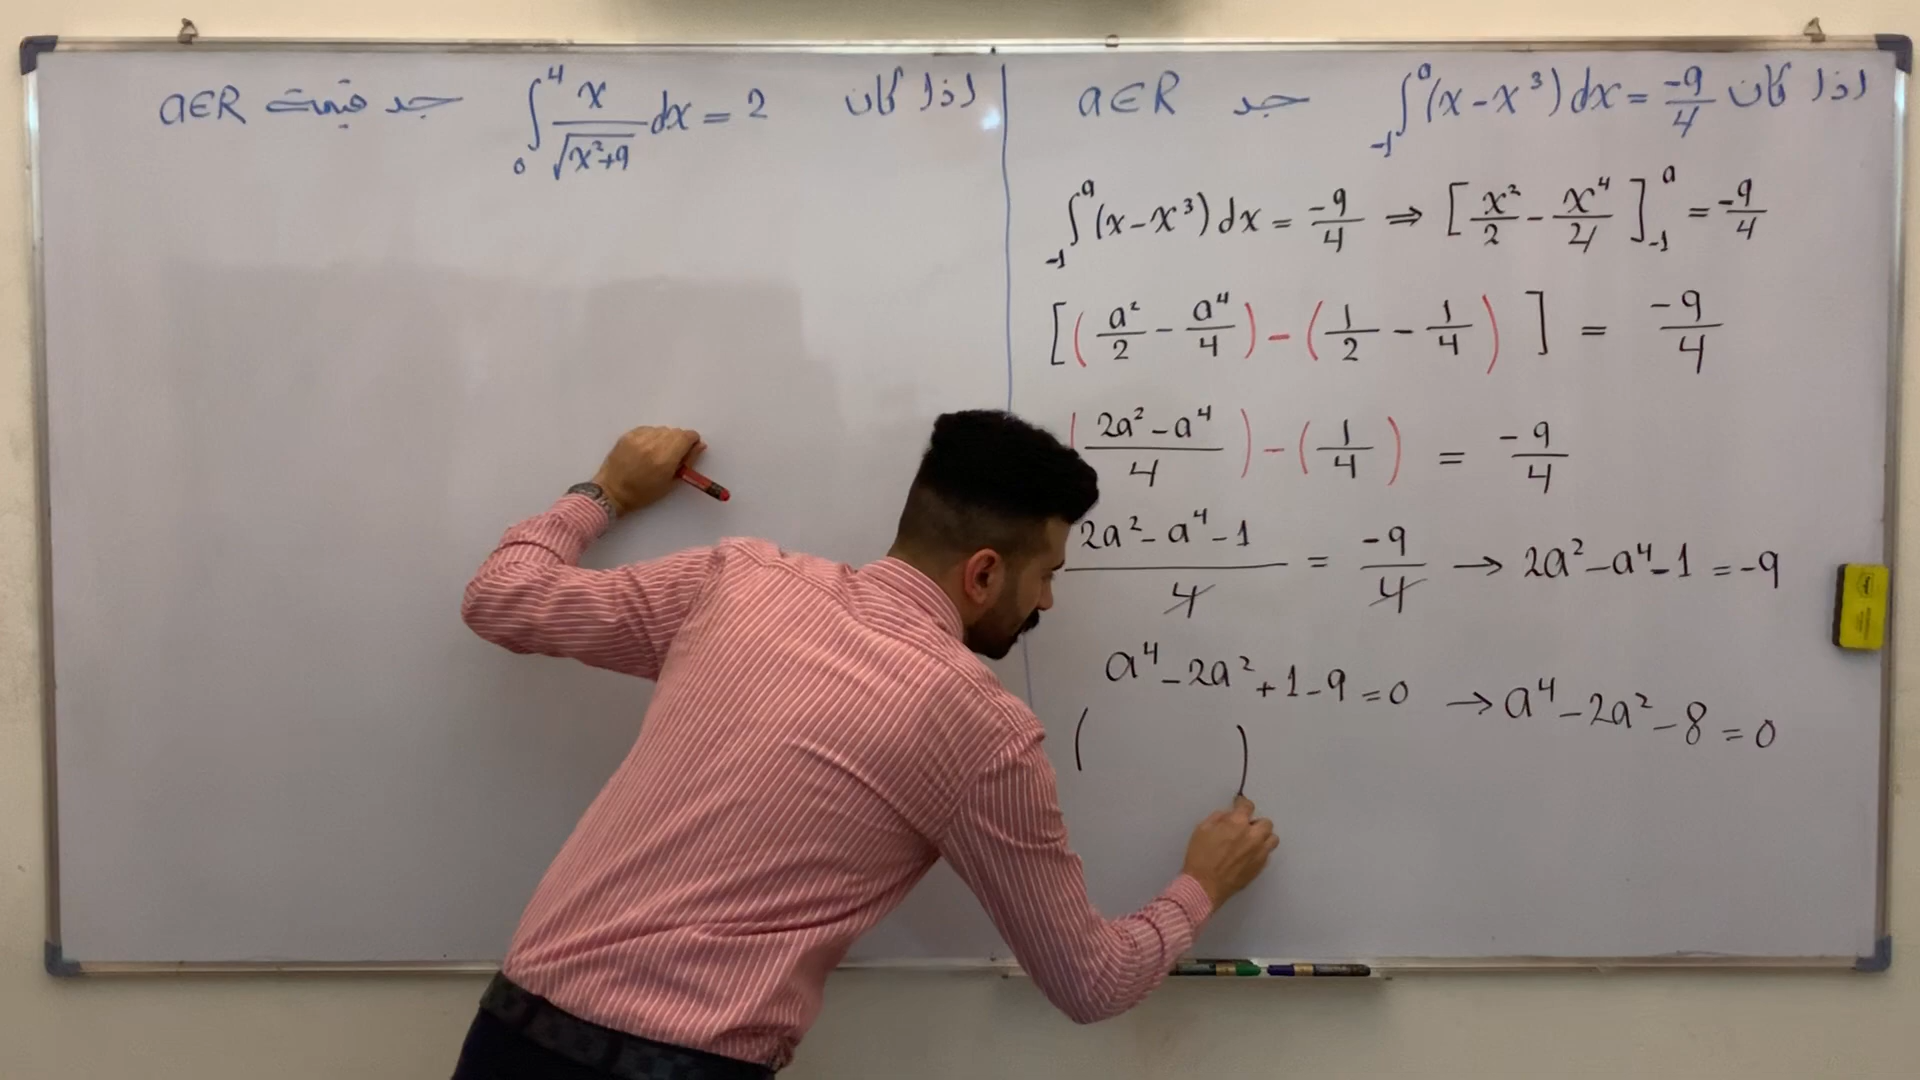 اذا كان ∫₋₁ᵃ (x-x³) dx = -9/4 جد a∈R
∫₋₁ᵃ (x-x³) dx = -9/4 ⇒ [x²/2 - x⁴/4]₋₁ᵃ = -9/4
[(a²/2 - a⁴/4) - (1/2 - 1/4)] = -9/4
(2a² - a⁴/4) - (1/4) = -9/4
2a² - a⁴ - 1/4 = -9/4 → 2a² - a⁴ - 1 = -9
a⁴ - 2a² + 1 - 9 = 0 → a⁴ - 2a² - 8 = 0
( )
اذا كان ∫₀⁴ x/√(x²+9) dx = 2 جد قيمة a∈R